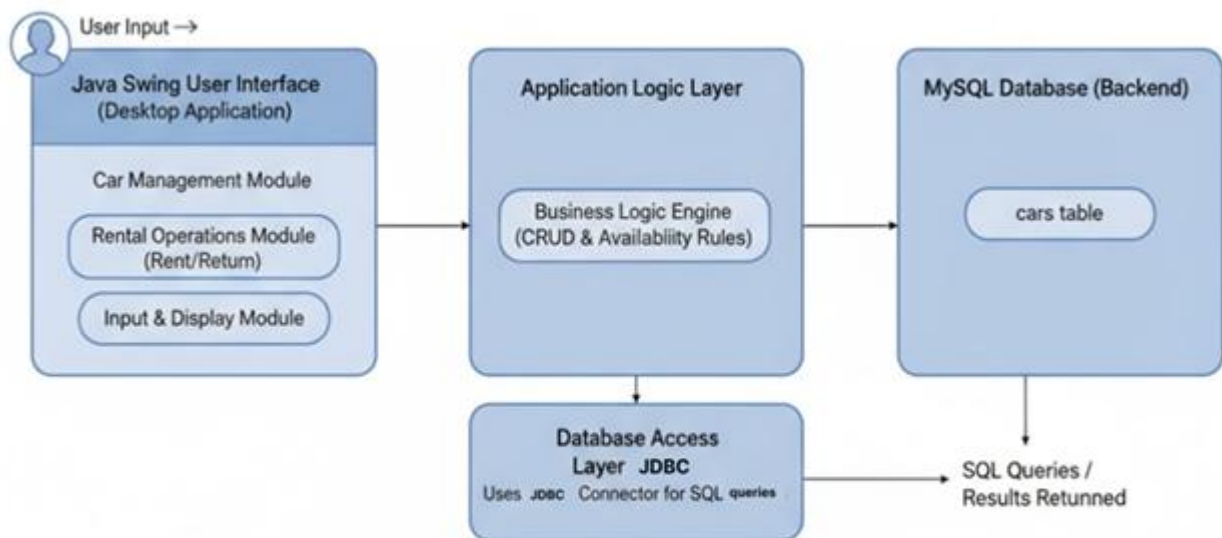 User Input →
Java Swing User Interface
(Desktop Application)
Car Management Module
Rental Operations Module
(Rent/Return)
Input & Display Module
Application Logic Layer
Business Logic Engine
(CRUD & Availabiiity Rules)
MySQL Database (Backend)
cars table
Database Access
Layer JDBC
Uses JDBC Connector for SQL queries .
SQL Queries /
Results Retunned